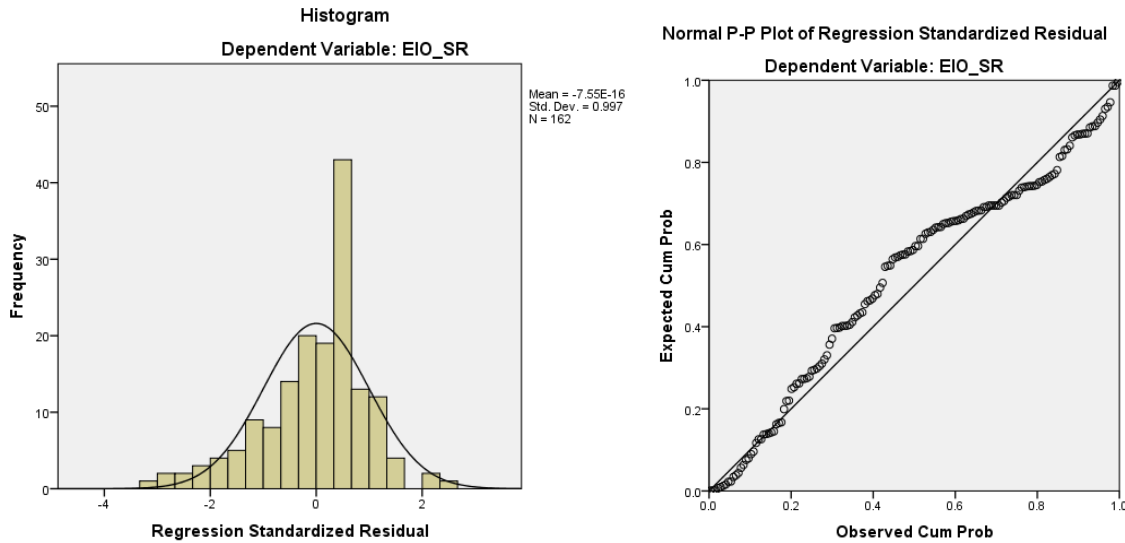 Histogram
Dependent Variable: EIO_SR
Mean = -7.55E-16
Std. Dev. = 0.997
N = 162
Frequency
50
40
30
20
10
0
-4
-2
0
2
Regression Standardized Residual
Normal P-P Plot of Regression Standardized Residual
Dependent Variable: EIO_SR
Expected Cum Prob
1.0
0.8
0.6
0.4
0.2
0.0
0.0
0.2
0.4
0.6
0.8
1.0
Observed Cum Prob